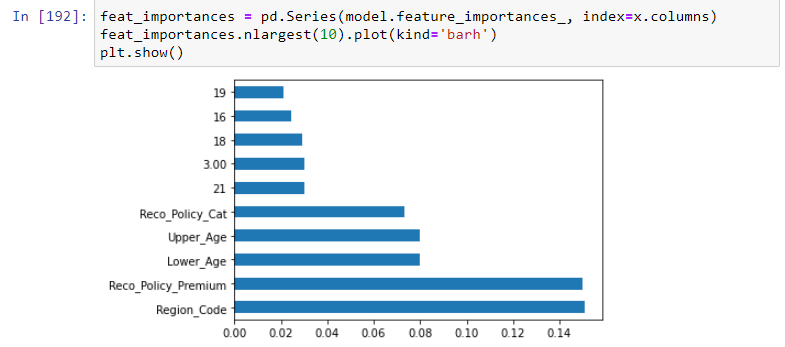 In [192]: feat_importances = pd.Series(model.feature_importances_, index=x.columns)
feat_importances.nlargest(10).plot(kind='barh')
plt.show()
19
16
18
3.00
21
Reco_Policy_Cat
Upper_Age
Lower_Age
Reco_Policy_Premium
Region_Code
0.00 0.02 0.04 0.06 0.08 0.10 0.12 0.14